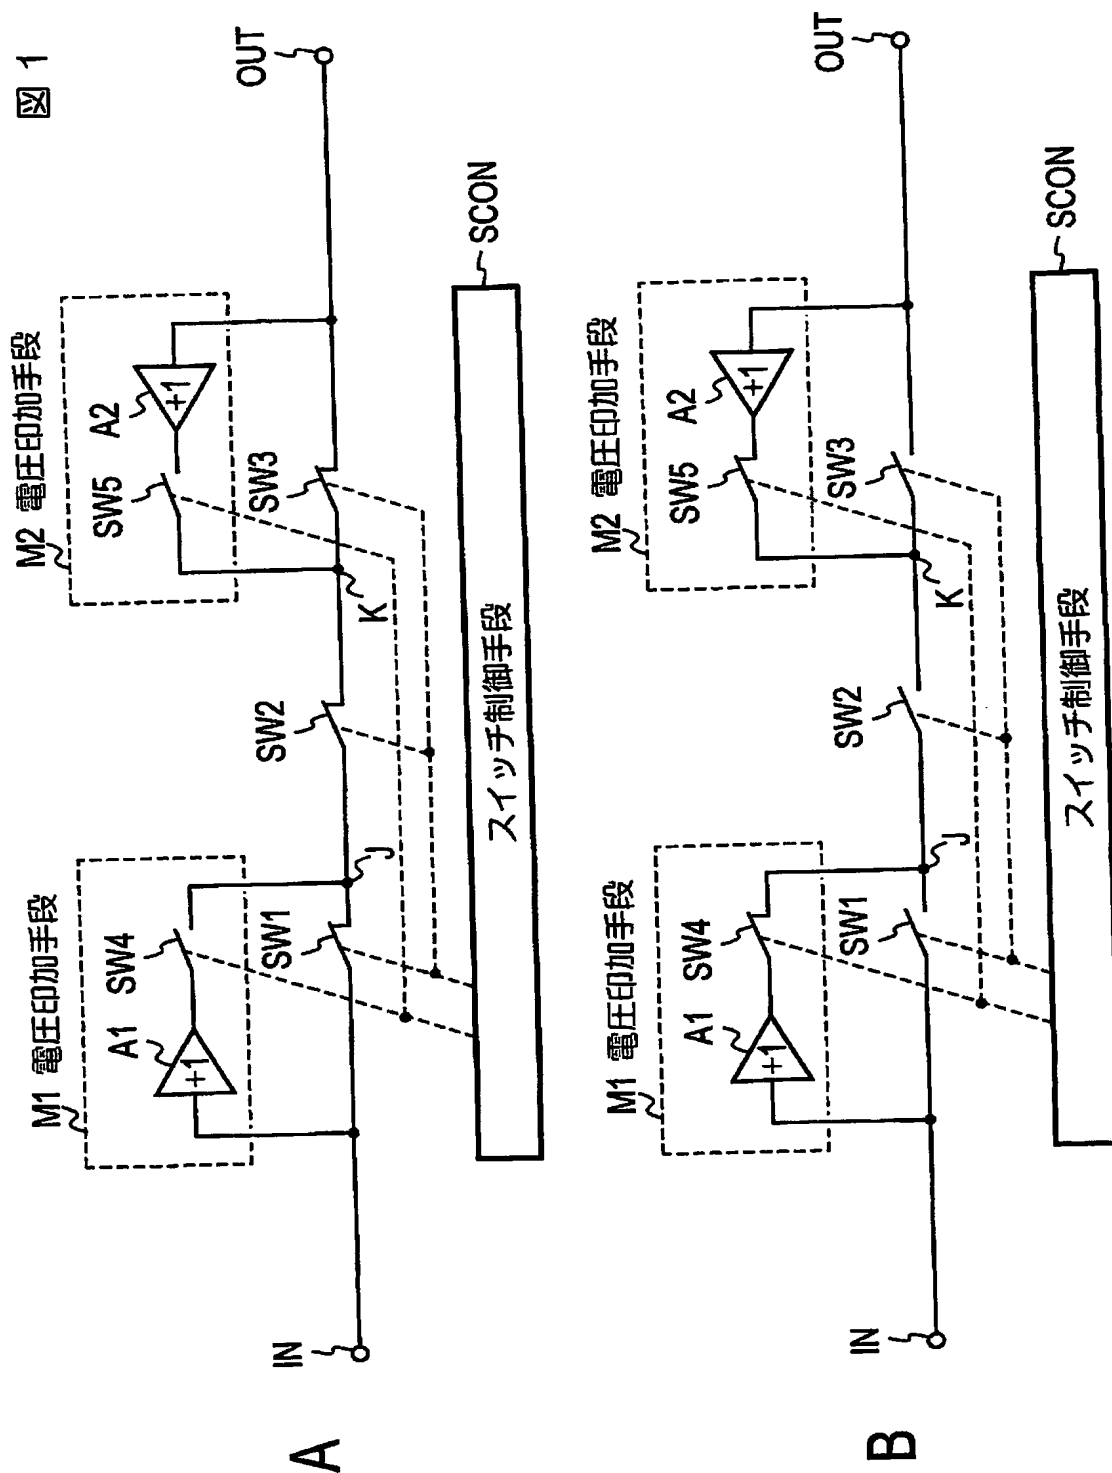 図 1
A
M1 電圧印加手段
M2 電圧印加手段
A1
SW4
SW5
A2
+1
+1
SW1
SW2
SW3
IN
J
K
OUT
スイッチ制御手段
SCON
B
M1 電圧印加手段
M2 電圧印加手段
A1
SW4
SW5
A2
+1
+1
SW1
SW2
SW3
IN
J
K
OUT
スイッチ制御手段
SCON